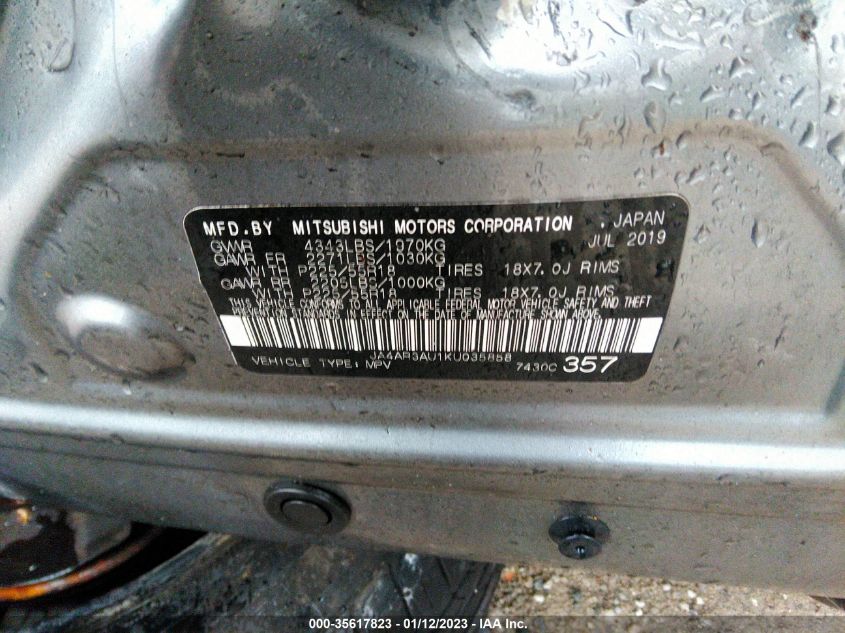 MFD.BY MITSUBISHI MOTORS CORPORATION , JAPAN
GVWR 4343LBS/1970KG JUL 2019
GAWR FR 2271LBS/1030KG
WITH P225/55R18 TIRES 18X7.0J RIMS
GAWR RR 2205LBS/1000KG
WITH P225/55R18 TIRES 18X7.0J RIMS
THIS VEHICLE CONFORMS TO ALL APPLICABLE FEDERAL MOTOR VEHICLE SAFETY AND THEFT
PREVENTION STANDARDS IN EFFECT ON THE DATE OF MANUFACTURE SHOWN ABOVE.
JA4AR3AU1KU035858
VEHICLE TYPE: MPV 7430C 357
000-35617823 - 01/12/2023 - © IAA Inc.